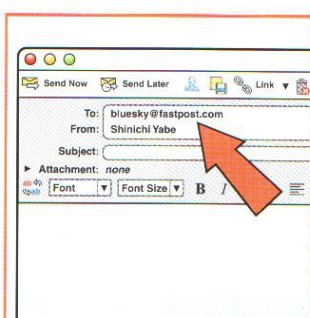 Send Now Send Later Link
To: bluesky@fastpost.com
From: Shinichi Yabe
Subject:
Attachment: none
Font Font Size B I